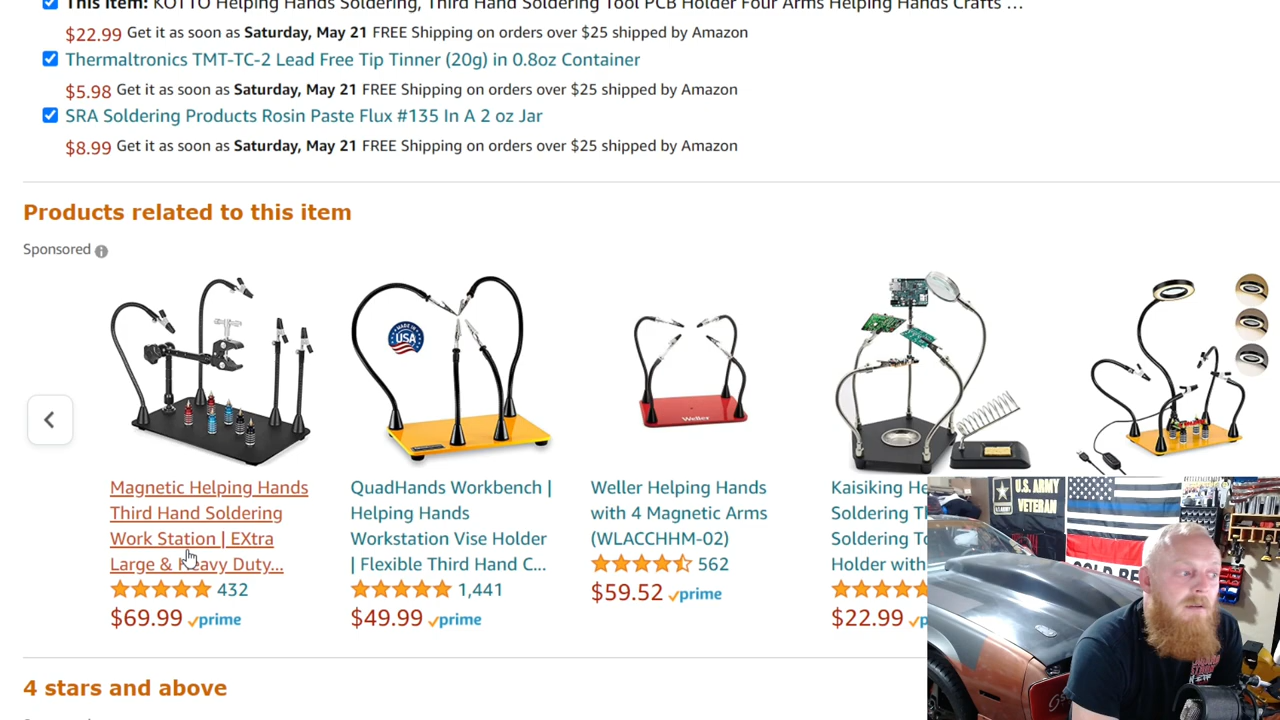 This item: KOTTO Helping Hands Soldering, Third Hand Soldering Tool PCB Holder Four Arms Helping Hands Crafts …
$22.99 Get it as soon as Saturday, May 21 FREE Shipping on orders over $25 shipped by Amazon
Thermaltronics TMT-TC-2 Lead Free Tip Tinner (20g) in 0.8oz Container
$5.98 Get it as soon as Saturday, May 21 FREE Shipping on orders over $25 shipped by Amazon
SRA Soldering Products Rosin Paste Flux #135 In A 2 oz Jar
$8.99 Get it as soon as Saturday, May 21 FREE Shipping on orders over $25 shipped by Amazon
Products related to this item
Sponsored
MADE IN
USA
Weller
Magnetic Helping Hands
Third Hand Soldering
Work Station | EXtra
Large & Heavy Duty...
432
$69.99 prime
QuadHands Workbench |
Helping Hands
Workstation Vise Holder
| Flexible Third Hand C...
1,441
$49.99 prime
Weller Helping Hands
with 4 Magnetic Arms
(WLACCHHM-02)
562
$59.52 prime
Kaisiking
Soldering
Soldering
Holder with
$22.99
U.S. ARMY
VETERAN
4 stars and above